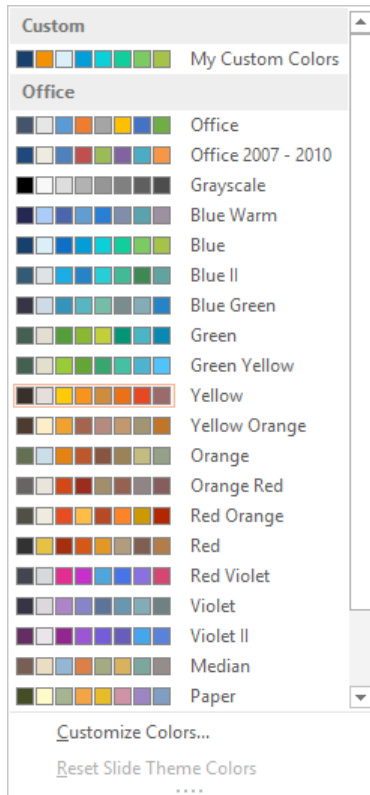 Custom
My Custom Colors
Office
Office
Office 2007 - 2010
Grayscale
Blue Warm
Blue
Blue II
Blue Green
Green
Green Yellow
Yellow
Yellow Orange
Orange
Orange Red
Red Orange
Red
Red Violet
Violet
Violet II
Median
Paper
Customize Colors...
Reset Slide Theme Colors